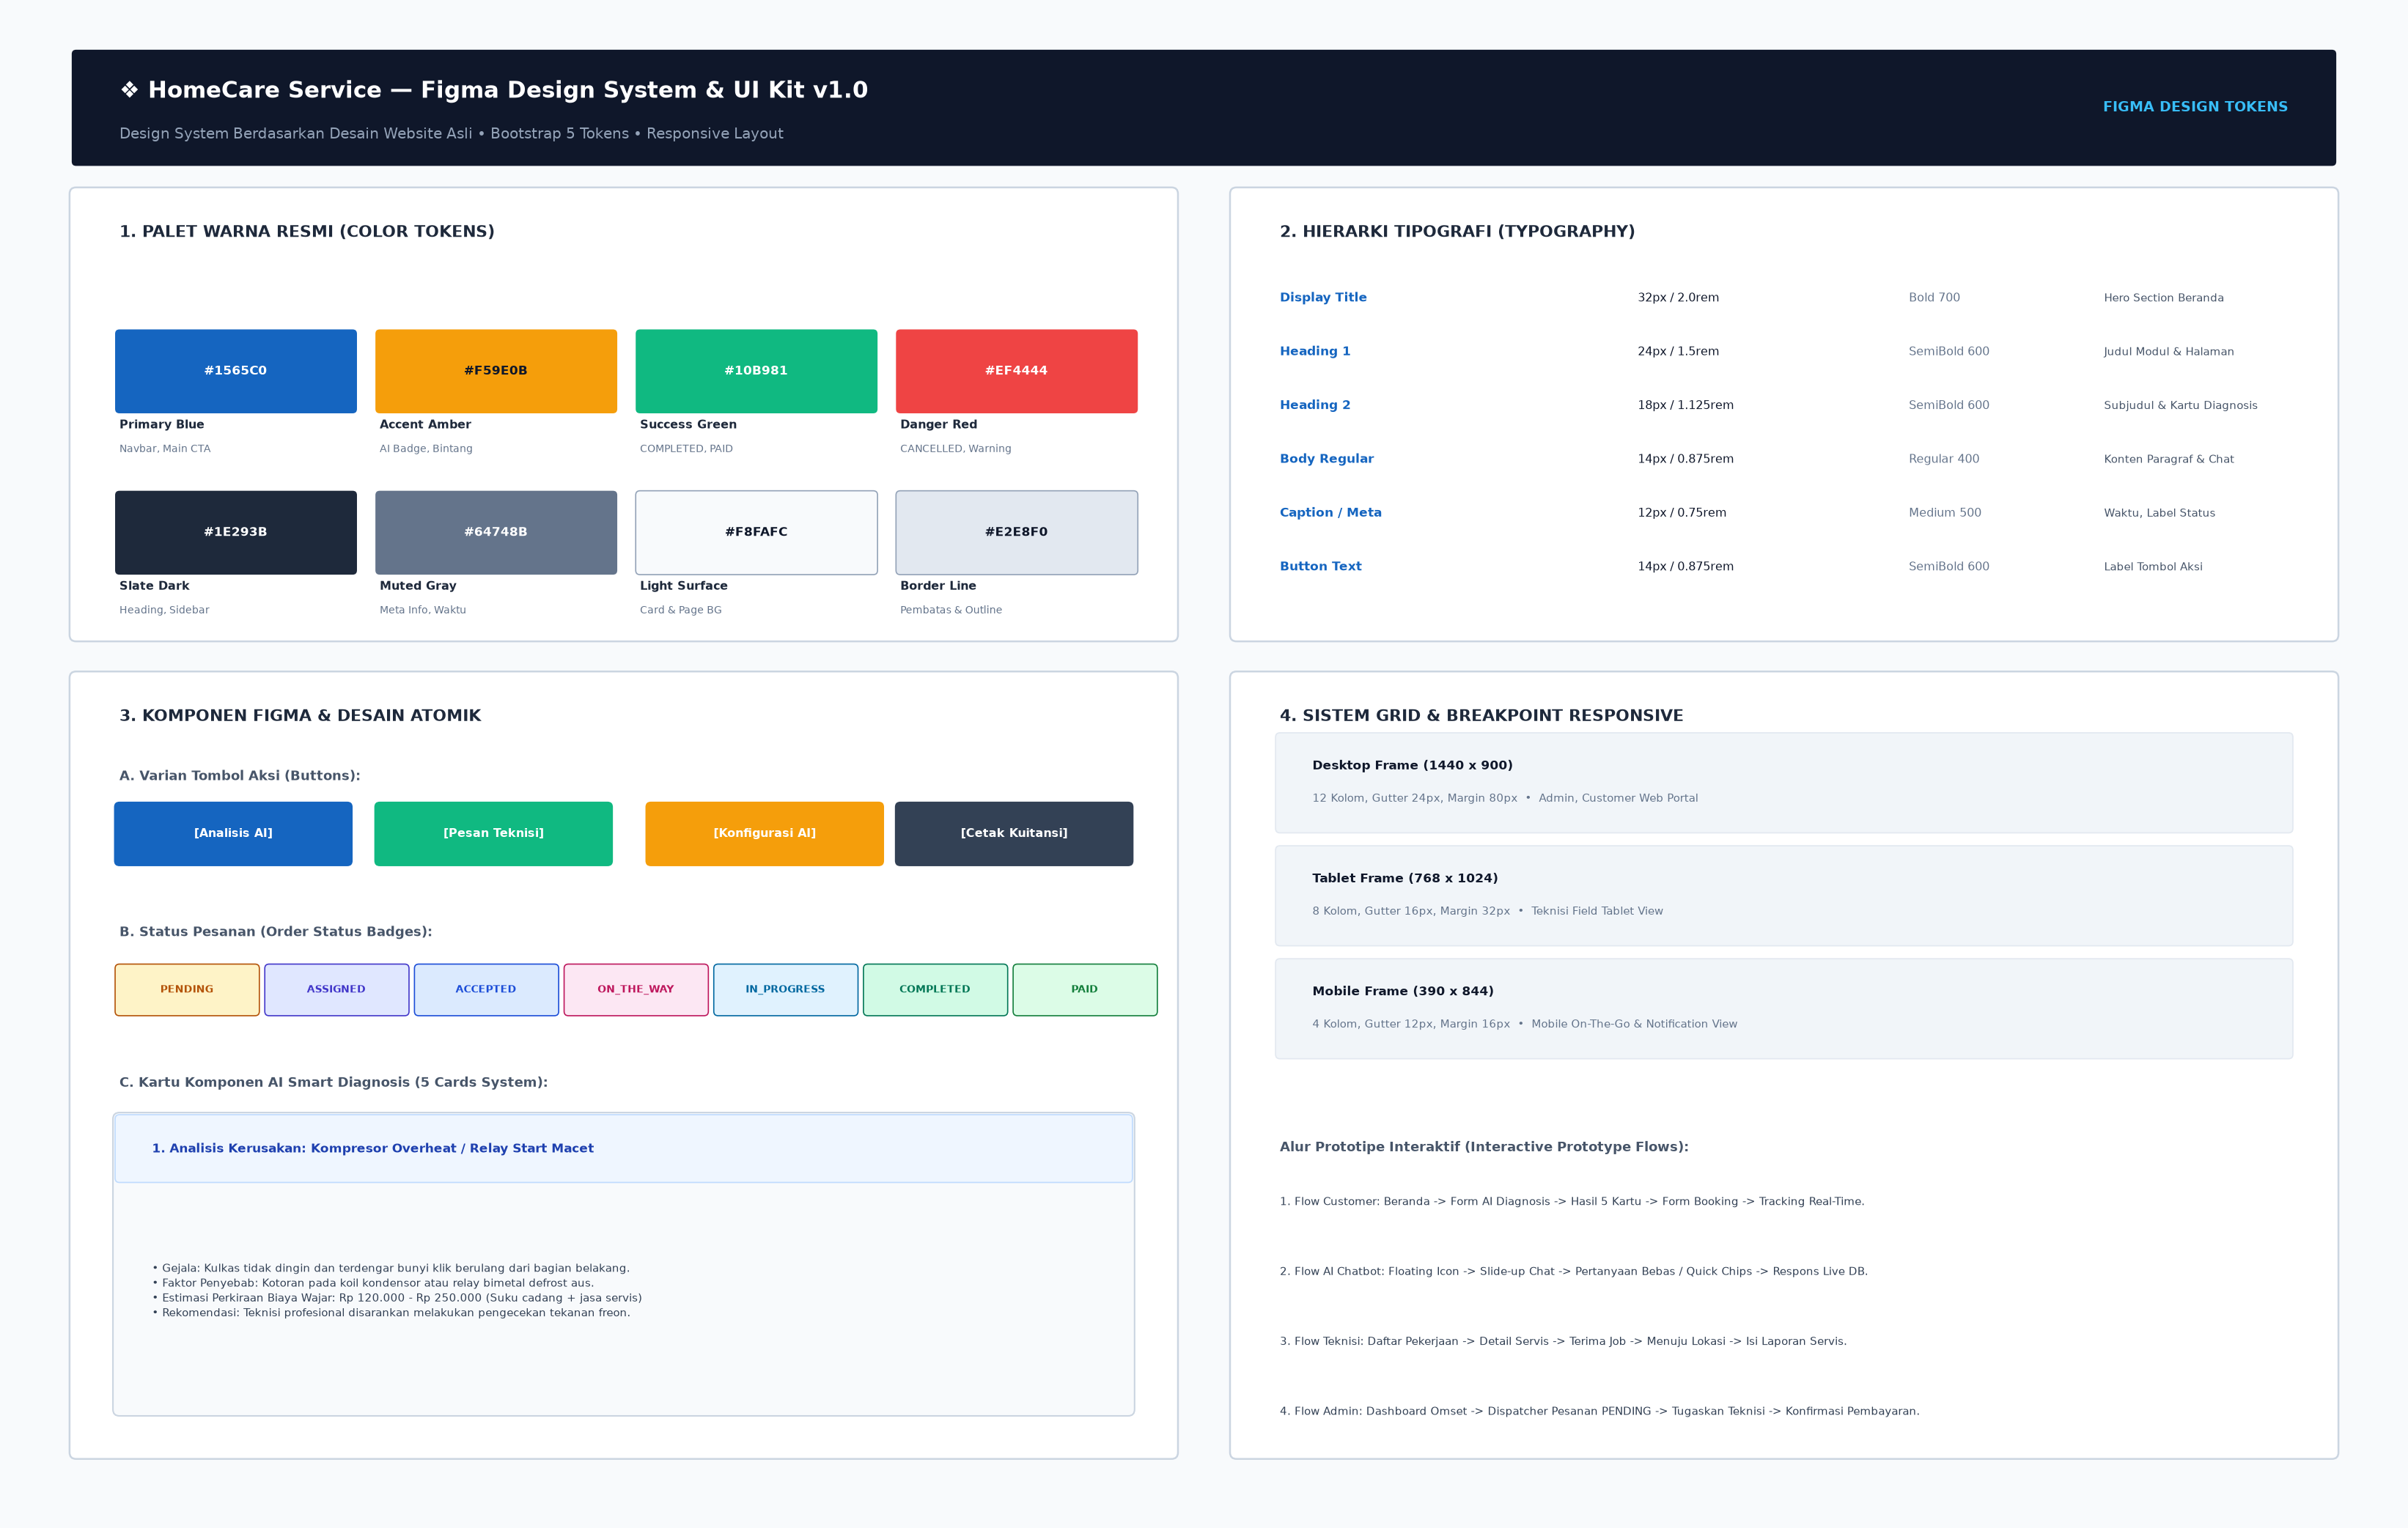 ❖ HomeCare Service — Figma Design System & UI Kit v1.0
Design System Berdasarkan Desain Website Asli • Bootstrap 5 Tokens • Responsive Layout
FIGMA DESIGN TOKENS
1. PALET WARNA RESMI (COLOR TOKENS)
#1565C0 #F59E0B #10B981 #EF4444
Primary Blue Accent Amber Success Green Danger Red
Navbar, Main CTA AI Badge, Bintang COMPLETED, PAID CANCELLED, Warning
#1E293B #64748B #F8FAFC #E2E8F0
Slate Dark Muted Gray Light Surface Border Line
Heading, Sidebar Meta Info, Waktu Card & Page BG Pembatas & Outline
2. HIERARKI TIPOGRAFI (TYPOGRAPHY)
Display Title 32px / 2.0rem Bold 700 Hero Section Beranda
Heading 1 24px / 1.5rem SemiBold 600 Judul Modul & Halaman
Heading 2 18px / 1.125rem SemiBold 600 Subjudul & Kartu Diagnosis
Body Regular 14px / 0.875rem Regular 400 Konten Paragraf & Chat
Caption / Meta 12px / 0.75rem Medium 500 Waktu, Label Status
Button Text 14px / 0.875rem SemiBold 600 Label Tombol Aksi
3. KOMPONEN FIGMA & DESAIN ATOMIK
A. Varian Tombol Aksi (Buttons):
[Analisis AI] [Pesan Teknisi] [Konfigurasi AI] [Cetak Kuitansi]
B. Status Pesanan (Order Status Badges):
PENDING ASSIGNED ACCEPTED ON_THE_WAY IN_PROGRESS COMPLETED PAID
C. Kartu Komponen AI Smart Diagnosis (5 Cards System):
1. Analisis Kerusakan: Kompresor Overheat / Relay Start Macet
• Gejala: Kulkas tidak dingin dan terdengar bunyi klik berulang dari bagian belakang.
• Faktor Penyebab: Kotoran pada koil kondensor atau relay bimetal defrost aus.
• Estimasi Perkiraan Biaya Wajar: Rp 120.000 - Rp 250.000 (Suku cadang + jasa servis)
• Rekomendasi: Teknisi profesional disarankan melakukan pengecekan tekanan freon.
4. SISTEM GRID & BREAKPOINT RESPONSIVE
Desktop Frame (1440 x 900)
12 Kolom, Gutter 24px, Margin 80px • Admin, Customer Web Portal
Tablet Frame (768 x 1024)
8 Kolom, Gutter 16px, Margin 32px • Teknisi Field Tablet View
Mobile Frame (390 x 844)
4 Kolom, Gutter 12px, Margin 16px • Mobile On-The-Go & Notification View
Alur Prototipe Interaktif (Interactive Prototype Flows):
1. Flow Customer: Beranda -> Form AI Diagnosis -> Hasil 5 Kartu -> Form Booking -> Tracking Real-Time.
2. Flow AI Chatbot: Floating Icon -> Slide-up Chat -> Pertanyaan Bebas / Quick Chips -> Respons Live DB.
3. Flow Teknisi: Daftar Pekerjaan -> Detail Servis -> Terima Job -> Menuju Lokasi -> Isi Laporan Servis.
4. Flow Admin: Dashboard Omset -> Dispatcher Pesanan PENDING -> Tugaskan Teknisi -> Konfirmasi Pembayaran.